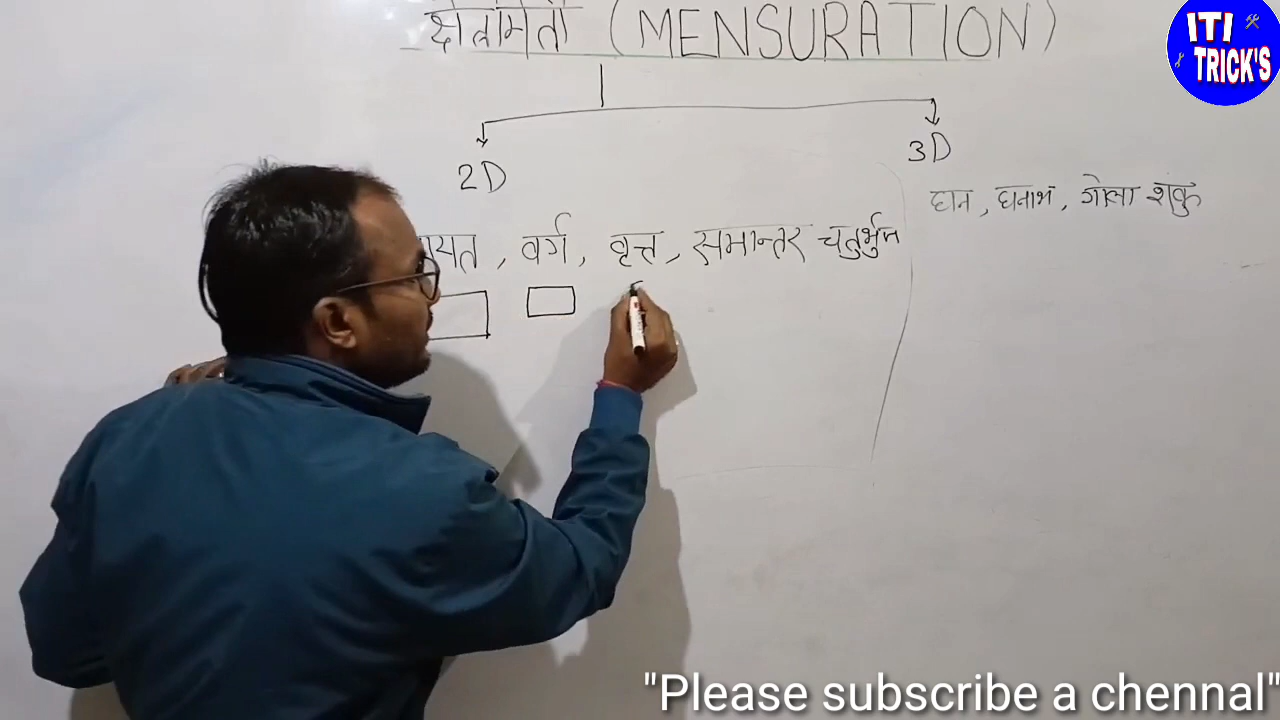 क्षेत्रमिती (MENSURATION)
ITI
TRICK'S
2D
3D
घन, घनाभ, गोला शंकु
यत, वर्ग, वृत्त, समान्तर चतुर्भुज
"Please subscribe a chennal"